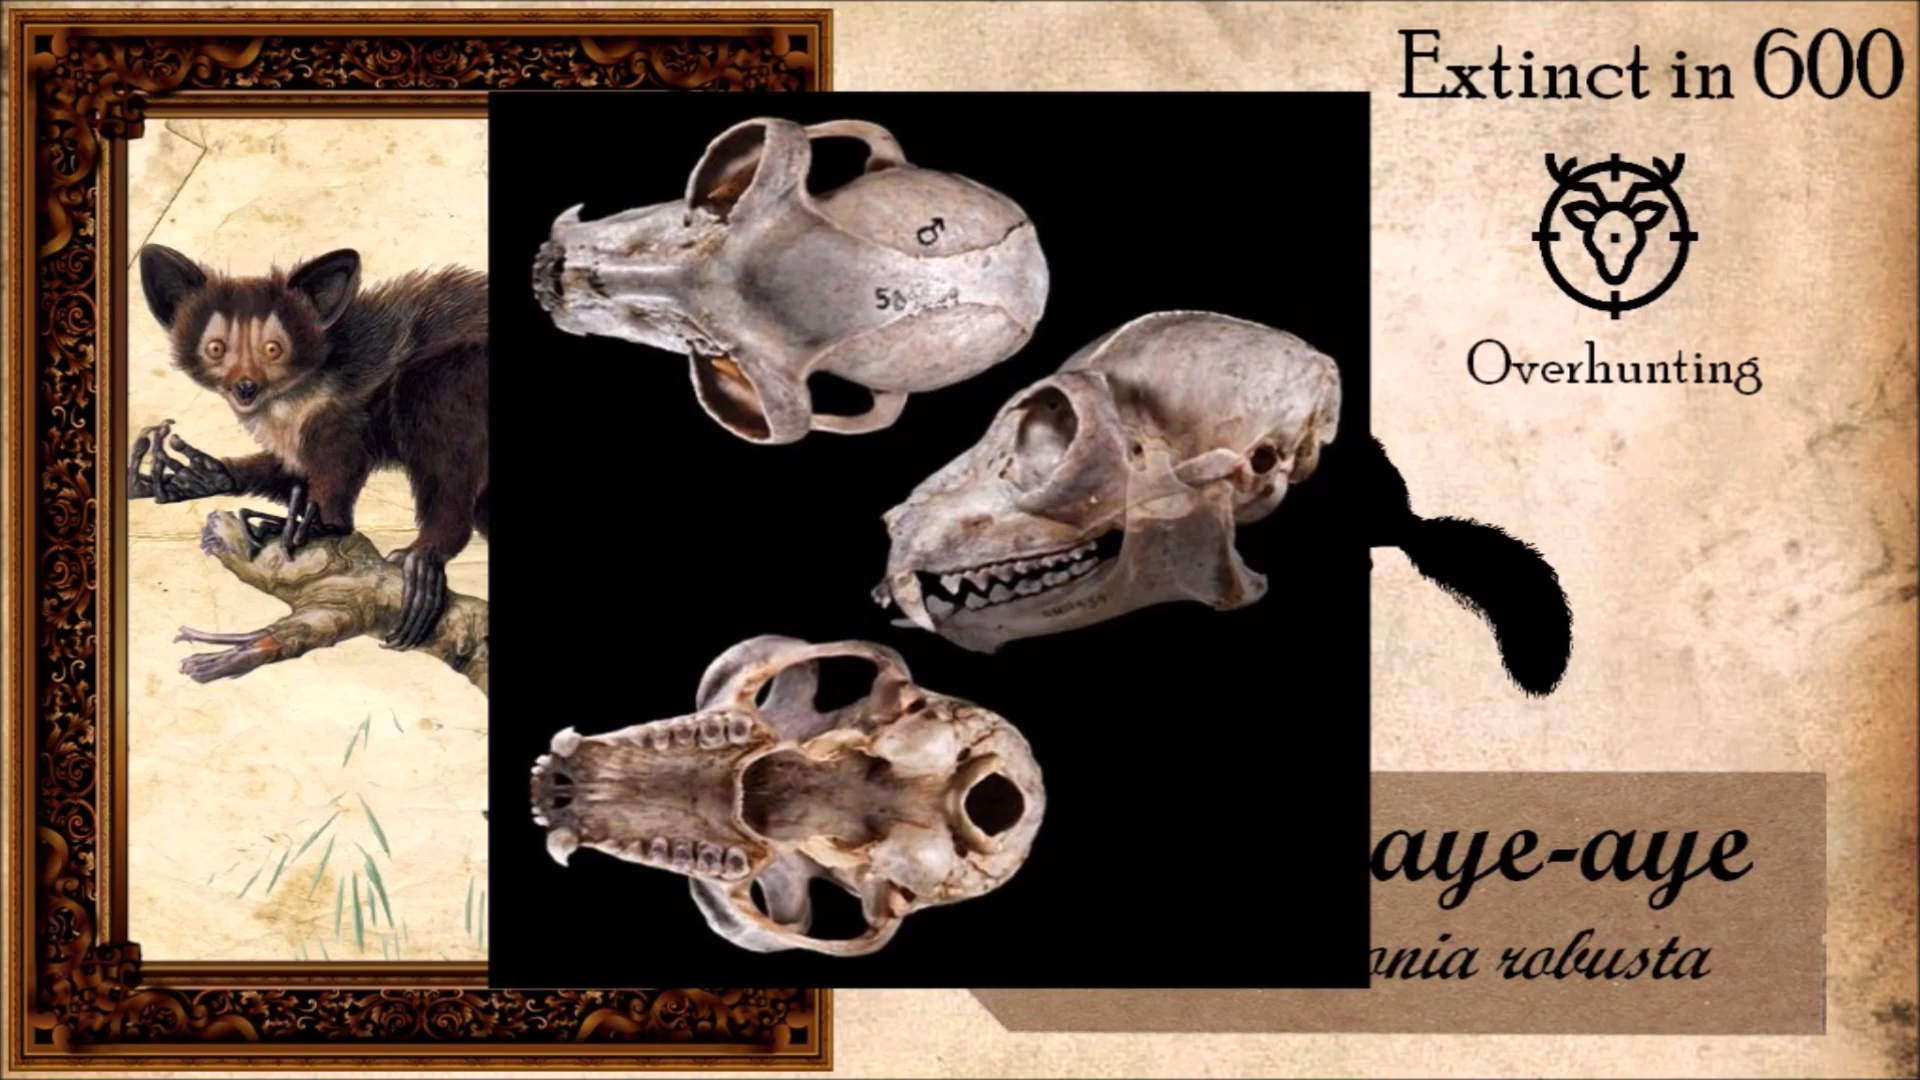 Extinct in 600
♂
Overhunting
aye-aye
onia robusta